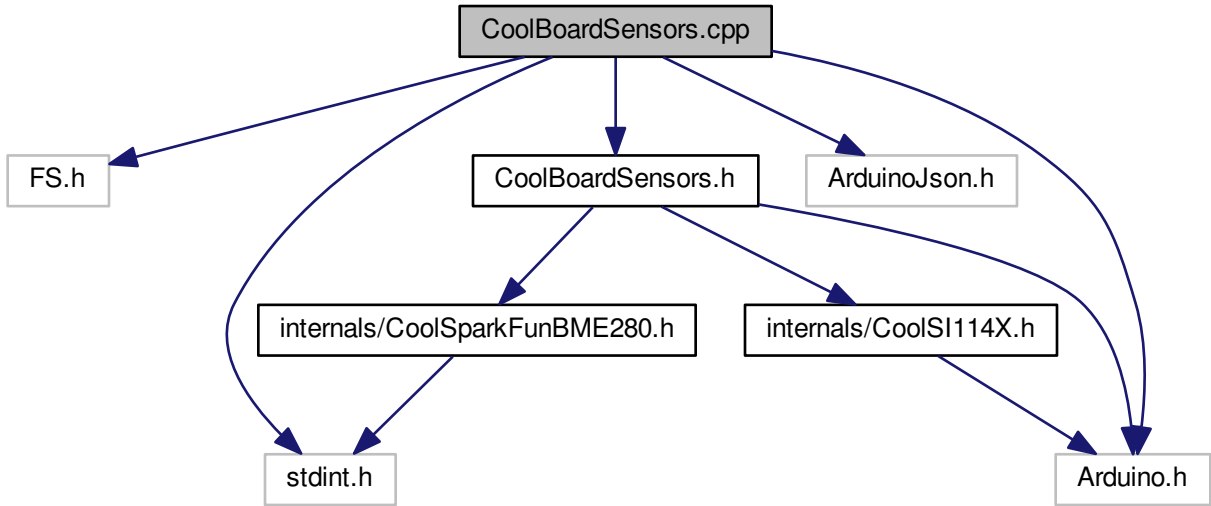 CoolBoardSensors.cpp
FS.h
CoolBoardSensors.h
ArduinoJson.h
internals/CoolSparkFunBME280.h
internals/CoolSI114X.h
stdint.h
Arduino.h